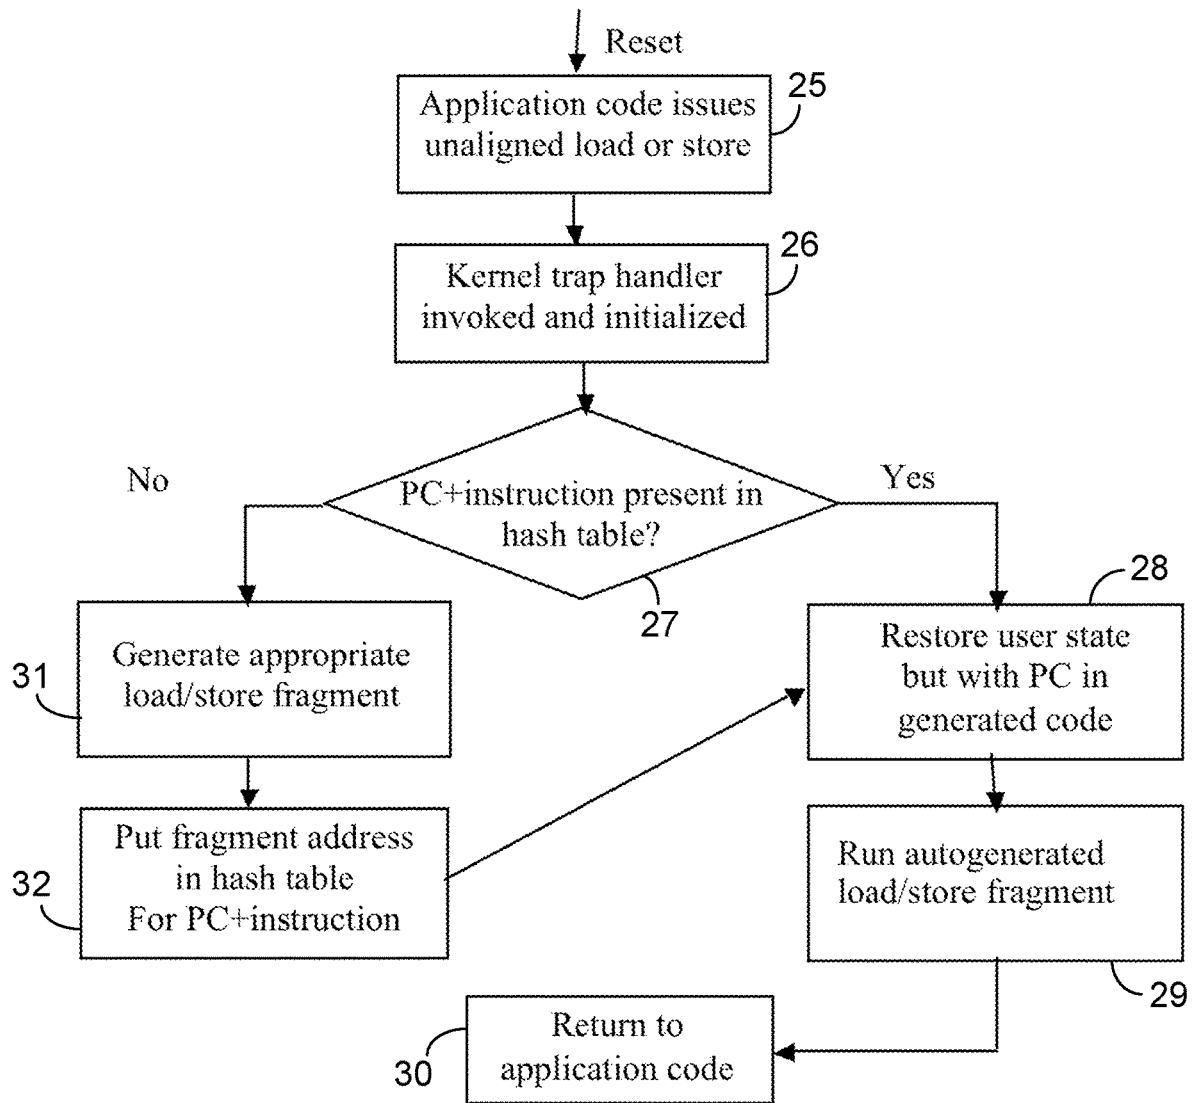 Reset
25
Application code issues
unaligned load or store
26
Kernel trap handler
invoked and initialized
No
Yes
PC+instruction present in
hash table?
27
28
Restore user state
but with PC in
generated code
31
Generate appropriate
load/store fragment
32
Put fragment address
in hash table
For PC+instruction
Run autogenerated
load/store fragment
29
30
Return to
application code